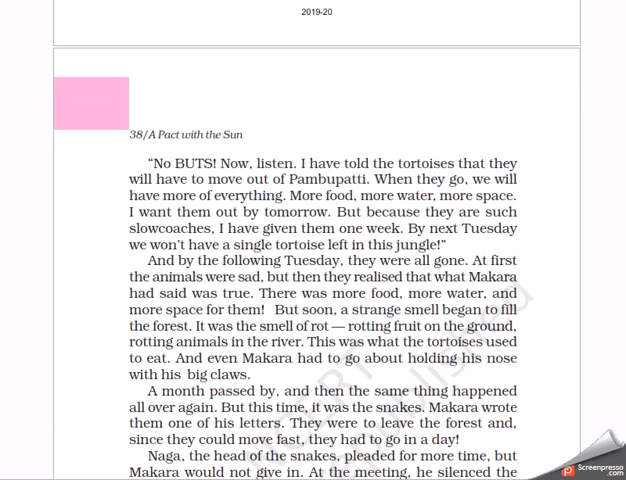 2019-20
38/A Pact with the Sun
“No BUTS! Now, listen. I have told the tortoises that they
will have to move out of Pambupatti. When they go, we will
have more of everything. More food, more water, more space.
I want them out by tomorrow. But because they are such
slowcoaches, I have given them one week. By next Tuesday
we won’t have a single tortoise left in this jungle!”
And by the following Tuesday, they were all gone. At first
the animals were sad, but then they realised that what Makara
had said was true. There was more food, more water, and
more space for them! But soon, a strange smell began to fill
the forest. It was the smell of rot — rotting fruit on the ground,
rotting animals in the river. This was what the tortoises used
to eat. And even Makara had to go about holding his nose
with his big claws.
A month passed by, and then the same thing happened
all over again. But this time, it was the snakes. Makara wrote
them one of his letters. They were to leave the forest and,
since they could move fast, they had to go in a day!
Naga, the head of the snakes, pleaded for more time, but
Makara would not give in. At the meeting, he silenced the
NCERT
Screenpresso
.com